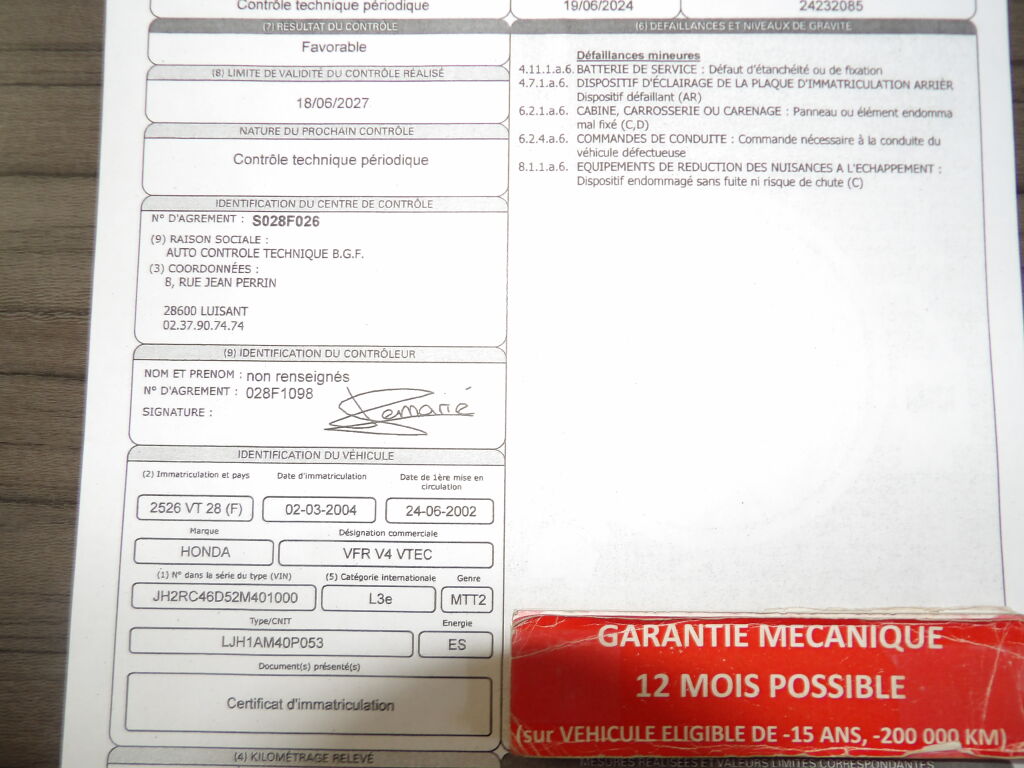 Contrôle technique périodique
19/06/2024
24232085
(7) RESULTAT DU CONTRÔLE
Favorable
(8) LIMITE DE VALIDITÉ DU CONTRÔLE RÉALISÉ
18/06/2027
NATURE DU PROCHAIN CONTRÔLE
Contrôle technique périodique
IDENTIFICATION DU CENTRE DE CONTRÔLE
N° D'AGREMENT : S028F026
(9) RAISON SOCIALE :
AUTO CONTROLE TECHNIQUE B.G.F.
(3) COORDONNÉES :
8, RUE JEAN PERRIN
28600 LUISANT
02.37.90.74.74
(9) IDENTIFICATION DU CONTRÔLEUR
NOM ET PRENOM : non renseignés
N° D'AGREMENT : 028F1098
SIGNATURE :
IDENTIFICATION DU VÉHICULE
(2) Immatriculation et pays
Date d'immatriculation
Date de 1ère mise en
circulation
2526 VT 28 (F)
02-03-2004
24-06-2002
Marque
Désignation commerciale
HONDA
VFR V4 VTEC
(1) N° dans la série du type (VIN)
(5) Catégorie internationale
Genre
JH2RC46D52M401000
L3e
MTT2
Type/CNIT
Energie
LJH1AM40P053
ES
Document(s) présenté(s)
Certificat d'immatriculation
(4) KILOMÉTRAGE RELEVÉ
(6) DEFAILLANCES ET NIVEAUX DE GRAVITE
Défaillances mineures
4.11.1.a.6. BATTERIE DE SERVICE : Défaut d'étanchéité ou de fixation
4.7.1.a.6. DISPOSITIF D'ÉCLAIRAGE DE LA PLAQUE D'IMMATRICULATION ARRIÈR
Dispositif défaillant (AR)
6.2.1.a.6. CABINE, CARROSSERIE OU CARENAGE : Panneau ou élément endomma
mal fixé (C,D)
6.2.4.a.6. COMMANDES DE CONDUITE : Commande nécessaire à la conduite du
véhicule défectueuse
8.1.1.a.6. EQUIPEMENTS DE REDUCTION DES NUISANCES A L'ECHAPPEMENT :
Dispositif endommagé sans fuite ni risque de chute (C)
GARANTIE MECANIQUE
12 MOIS POSSIBLE
(sur VEHICULE ELIGIBLE DE -15 ANS, -200 000 KM)
MESURES RÉALISÉES ET VALEURS LIMITES CORRESPONDANTES